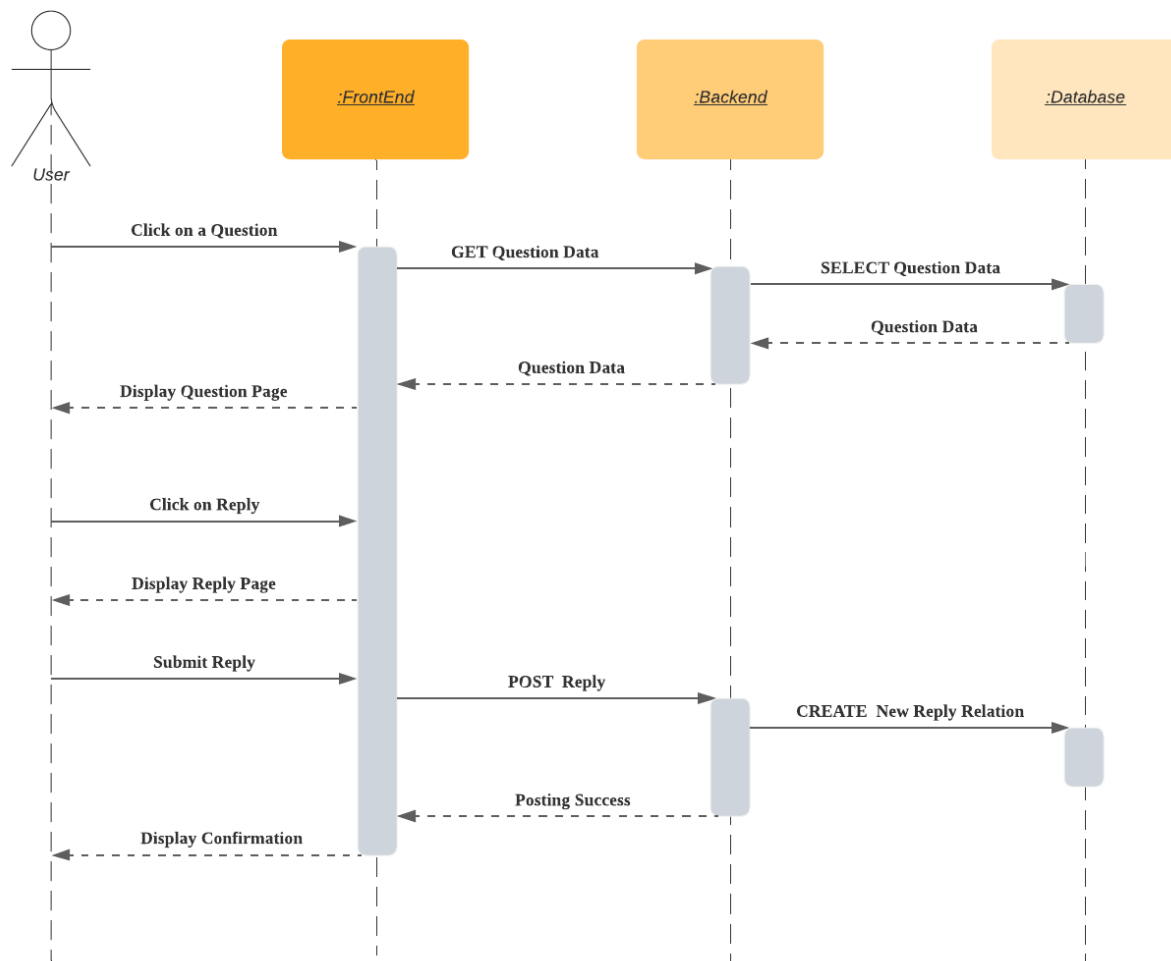 :FrontEnd
:Backend
:Database
User
Click on a Question
GET Question Data
SELECT Question Data
Question Data
Question Data
Display Question Page
Click on Reply
Display Reply Page
Submit Reply
POST  Reply
CREATE  New Reply Relation
Posting Success
Display Confirmation